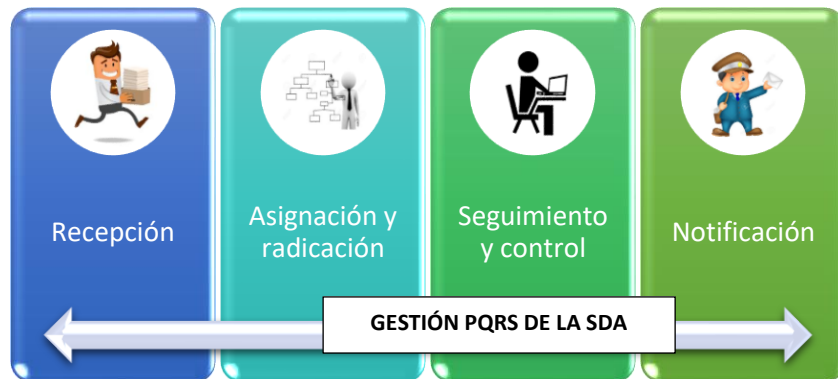 Recepción
Asignación y
radicación
Seguimiento
y control
Notificación
GESTIÓN PQRS DE LA SDA